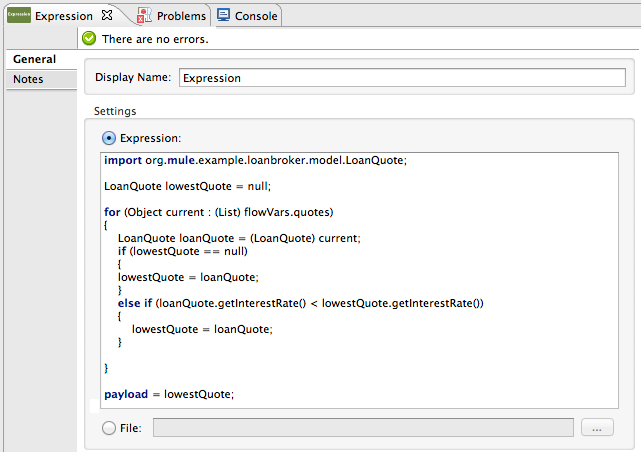 Expression Expression Problems Console
There are no errors.
General
Notes
Display Name: Expression
Settings
Expression:
import org.mule.example.loanbroker.model.LoanQuote;
LoanQuote lowestQuote = null;
for (Object current : (List) flowVars.quotes)
{
LoanQuote loanQuote = (LoanQuote) current;
if (lowestQuote == null)
{
lowestQuote = loanQuote;
}
else if (loanQuote.getInterestRate() < lowestQuote.getInterestRate())
{
lowestQuote = loanQuote;
}
}
payload = lowestQuote;
File: ...